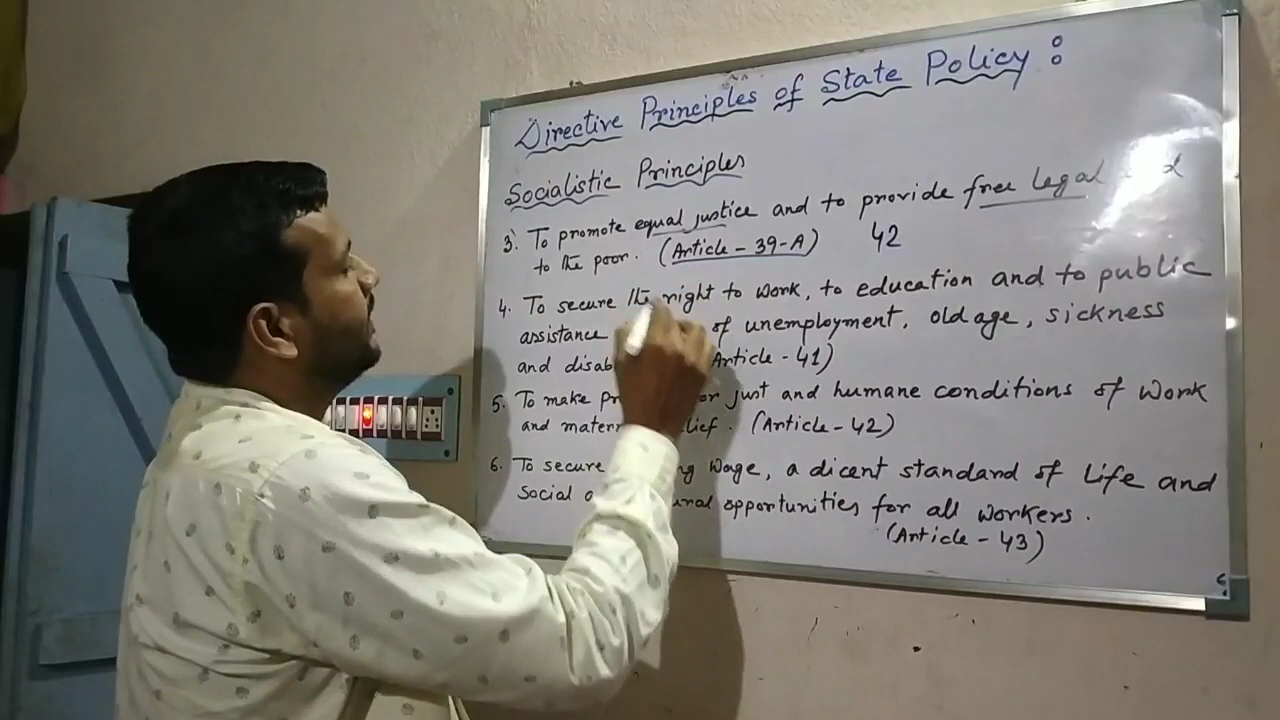 Directive Principles of State Policy :
Socialistic Principles
3. To promote equal justice and to provide free legal
to the poor. (Article - 39-A) 42
4. To secure the right to work, to education and to public
assistance of unemployment, old age, sickness
and Article - 41)
5. To make just and humane conditions of work
and (Article - 42)
6. To secure wage, a dicent standard of life and
Social opportunities for all workers.
(Article - 43)